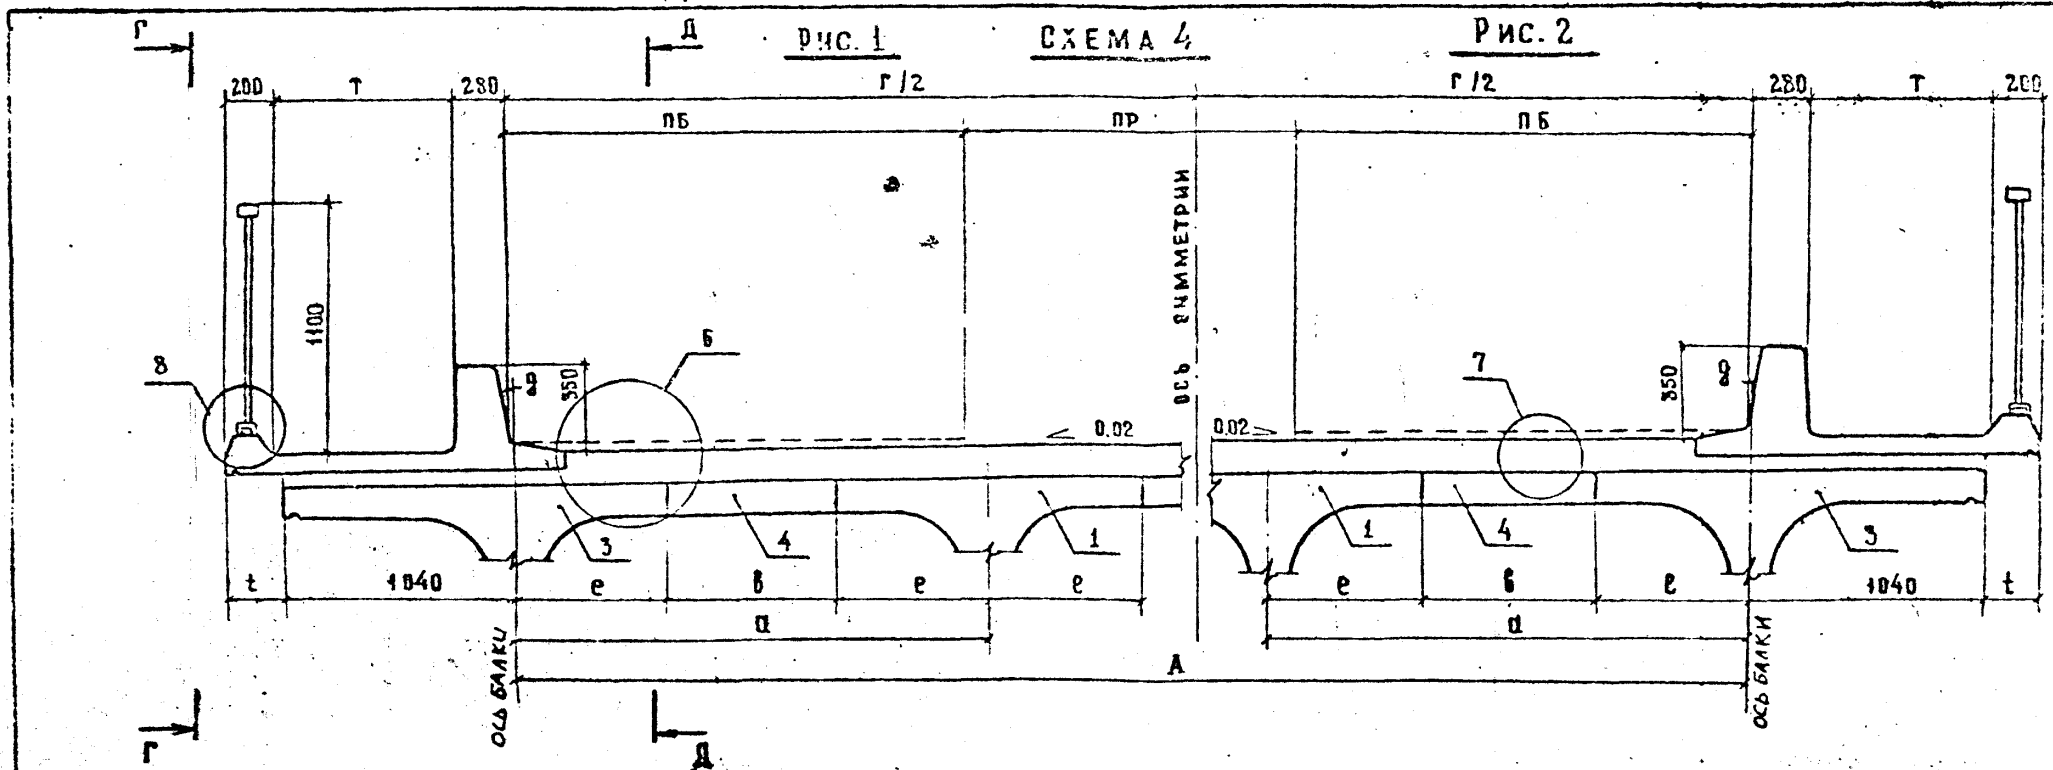 Г Д РИС. 1 СХЕМА 4 РИС. 2
200 Т 280 Г/2 Г/2 280 Т 200
ПБ ПР ПБ
ОСЬ СИММЕТРИИ
1100
8 6 350 7 350
0,02 0,02
3 4 1 1 4 3
t 1040 е в е е е в е 1040 t
а а
А
ОСЬ БАЛКИ ОСЬ БАЛКИ
Г Д